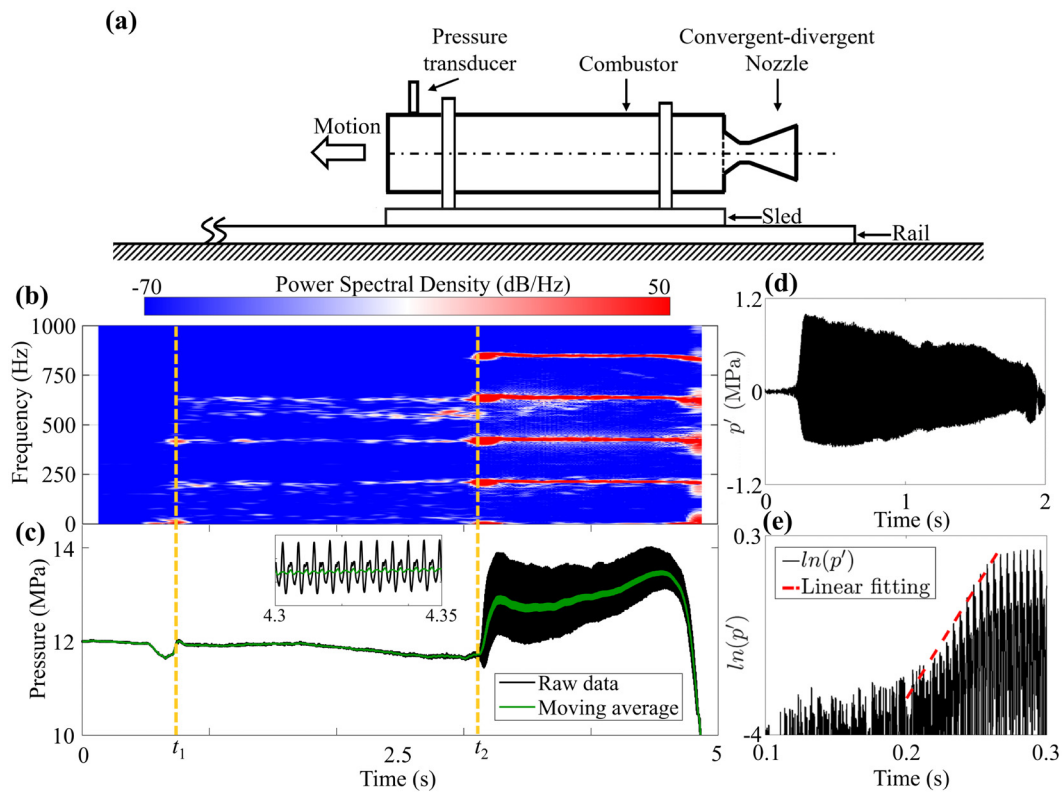 (a)
Pressure
transducer
Combustor
Convergent-divergent
Nozzle
Motion
Sled
Rail
(b)
-70 Power Spectral Density (dB/Hz) 50
1000
750
500
250
0
Frequency (Hz)
(c)
14
12
10
Pressure (MPa)
4.3 4.35
Raw data
Moving average
0 t1 2.5 t2 5
Time (s)
(d)
1.2
0
-1.2
p' (MPa)
0 1 2
Time (s)
(e)
0.3
-4
ln(p')
ln(p')
Linear fitting
0.1 0.2 0.3
Time (s)